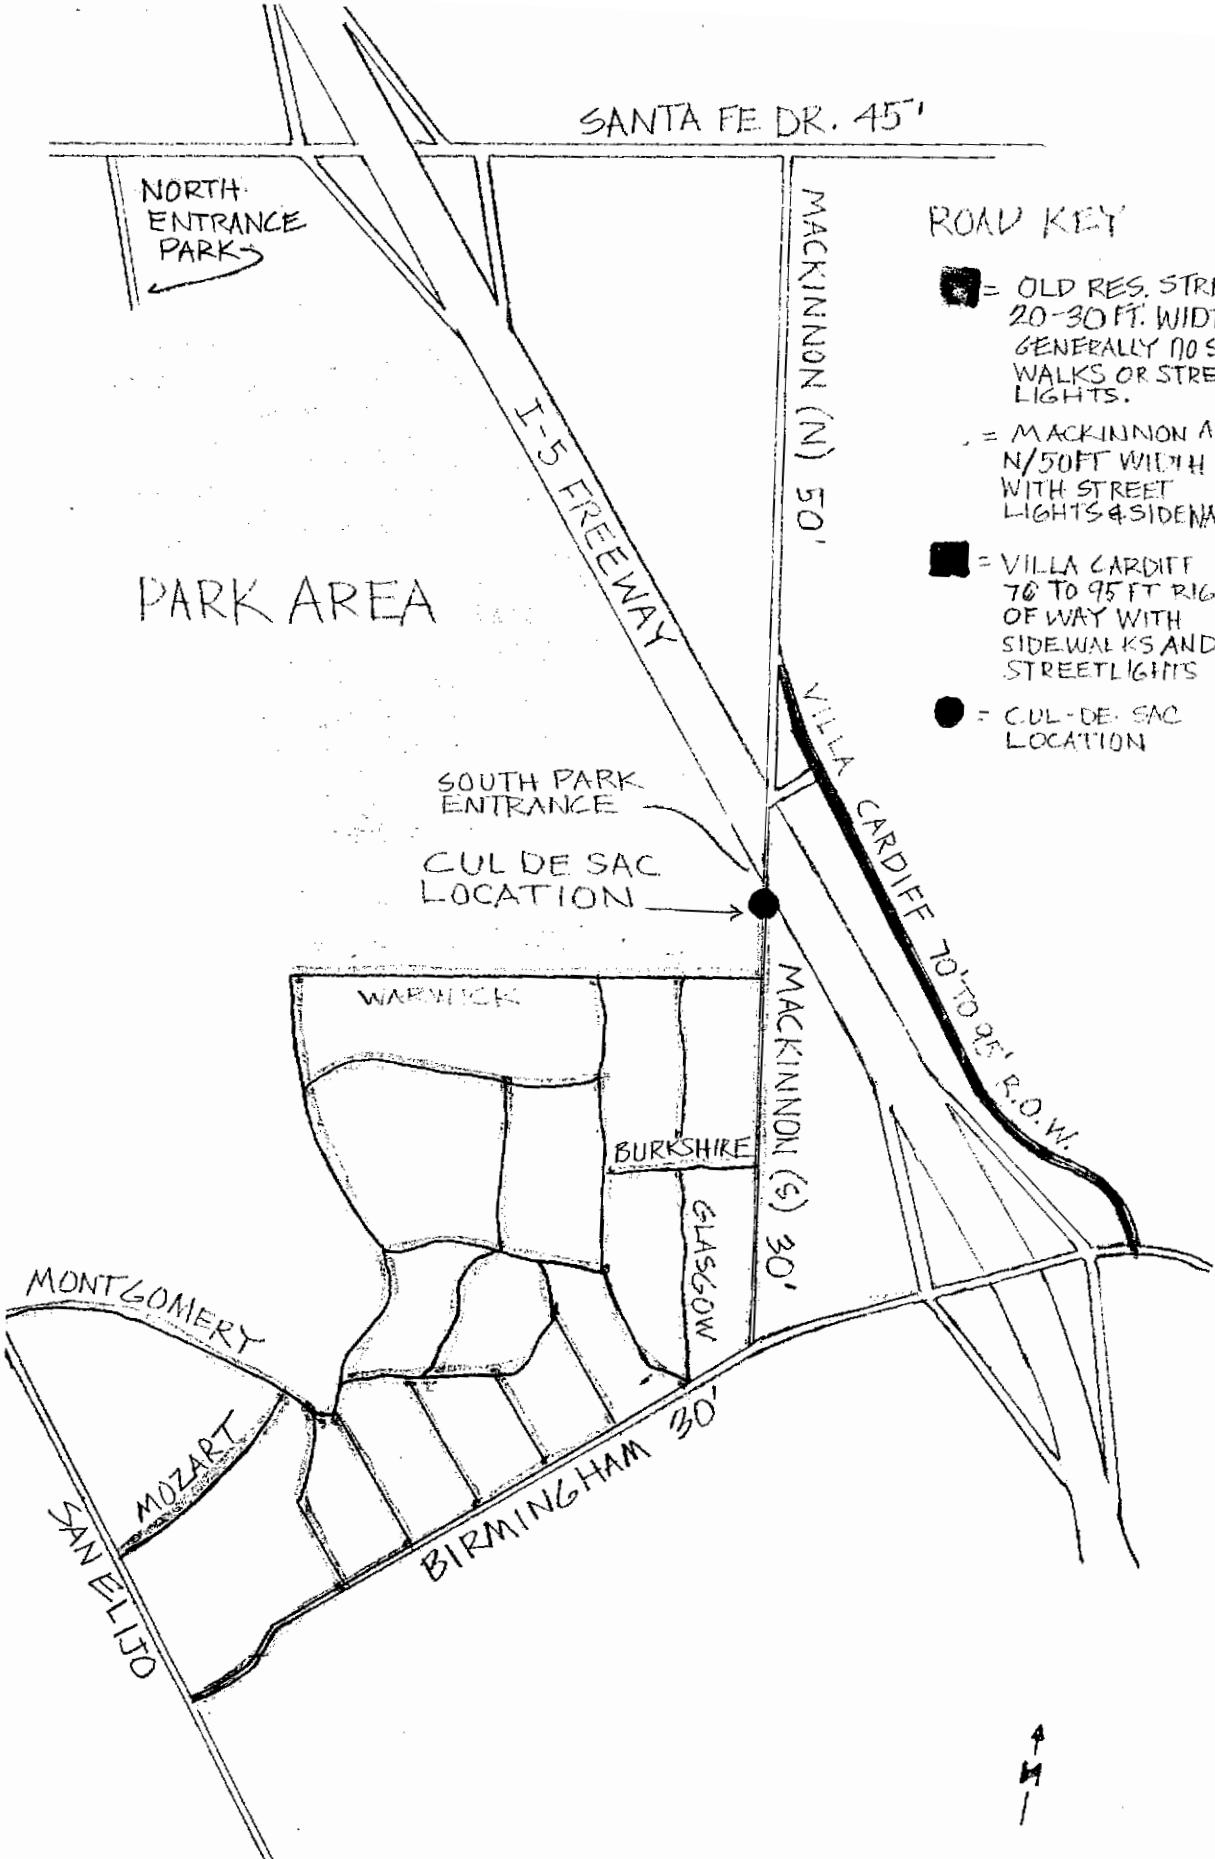 SANTA FE DR. 45'
NORTH
ENTRANCE
PARK
MACKINNON (N) 50'
ROAD KEY
= OLD RES. STRE
20-30 FT. WIDT
GENERALLY NO S
WALKS OR STRE
LIGHTS.
= MACKINNON A
N/50FT WIDTH
WITH STREET
LIGHTS & SIDEWA
= VILLA CARDIFF
70 TO 95 FT RIG
OF WAY WITH
SIDEWALKS AND
STREETLIGHTS
= CUL-DE-SAC
LOCATION
I-5 FREEWAY
PARK AREA
VILLA CARDIFF 70' TO 95' R.O.W.
SOUTH PARK
ENTRANCE
CUL DE SAC
LOCATION
WARWICK
MACKINNON (S) 30'
BURKSHIRE
GLASGOW
MONTGOMERY
MOZART
BIRMINGHAM 30'
SAN ELIJO
N